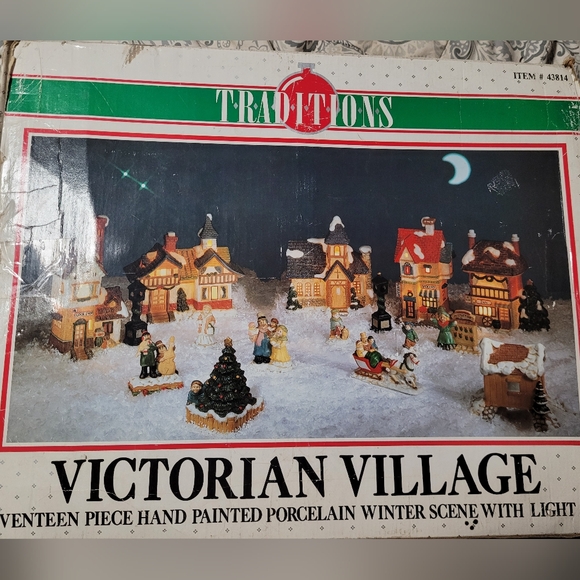 ITEM # 43814
TRADITIONS
VICTORIAN VILLAGE
VENTEEN PIECE HAND PAINTED PORCELAIN WINTER SCENE WITH LIGHT